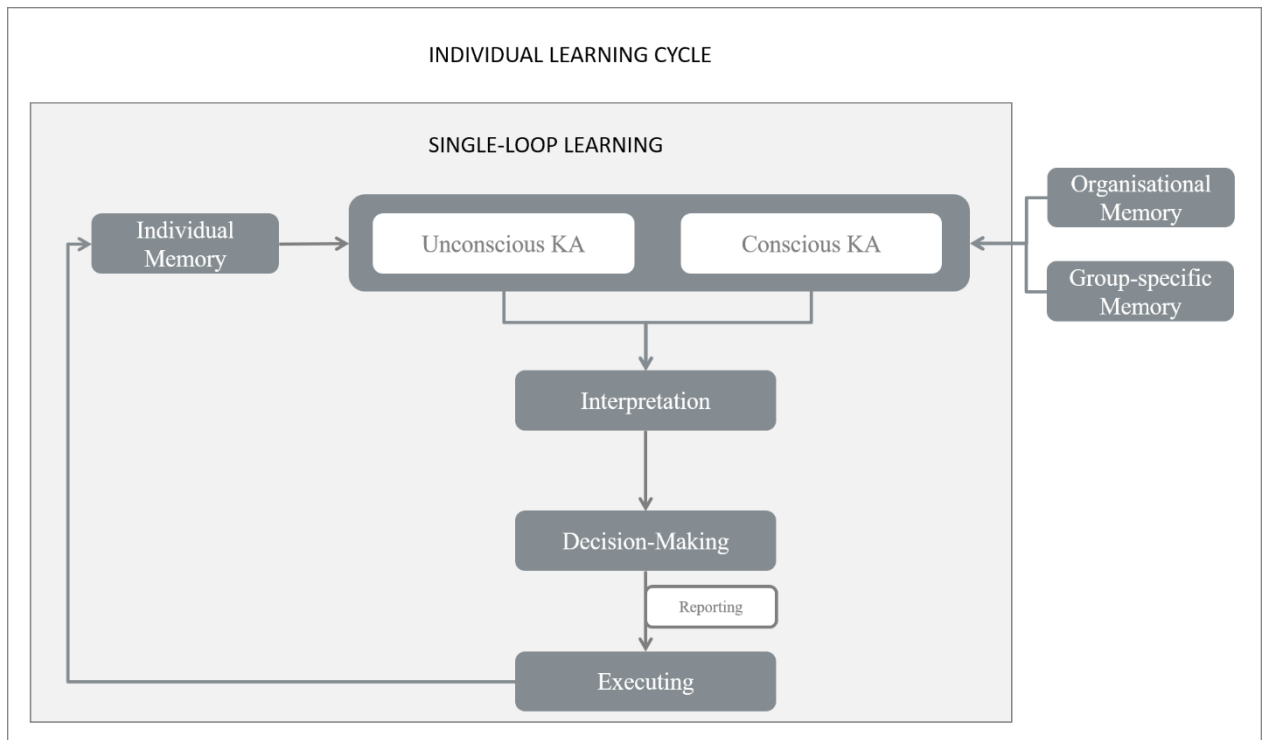 INDIVIDUAL LEARNING CYCLE
SINGLE-LOOP LEARNING
Individual
Memory
Unconscious KA
Conscious KA
Organisational
Memory
Group-specific
Memory
Interpretation
Decision-Making
Reporting
Executing